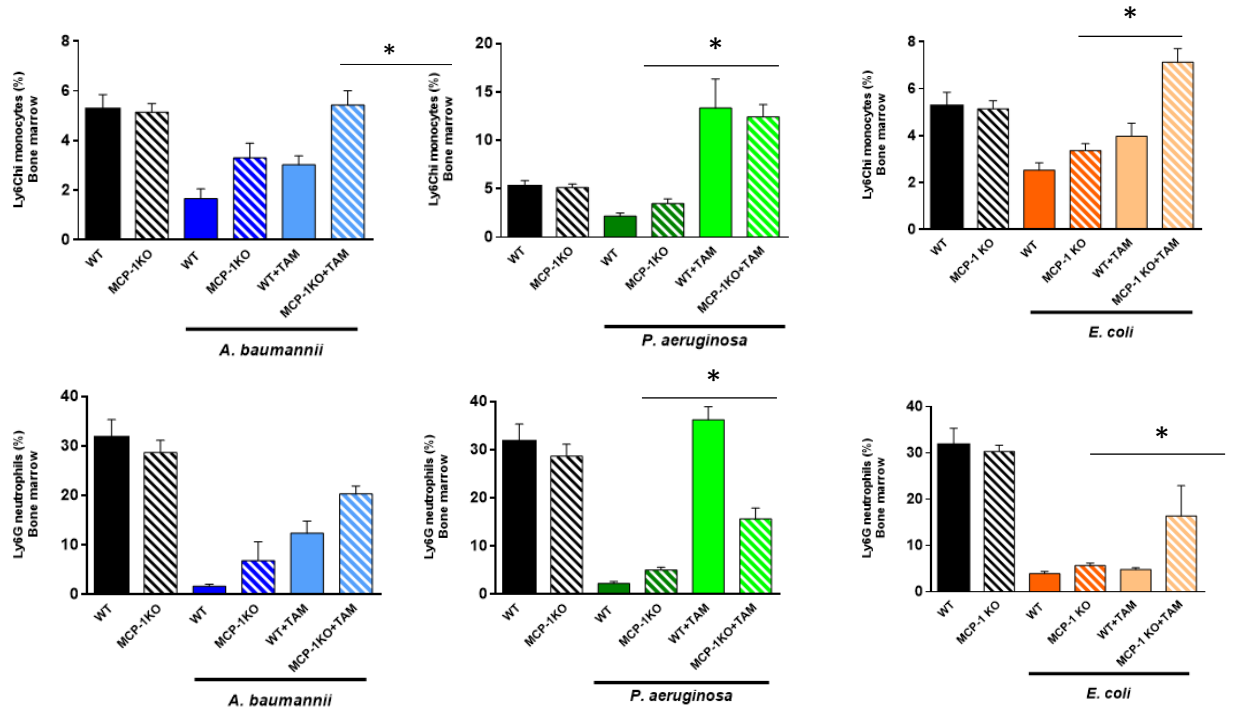 Ly6Chi monocytes (%)
Bone marrow
8
6
4
2
0
*
WT
MCP-1KO
WT
MCP-1KO
WT+TAM
MCP-1KO+TAM
A. baumannii
Ly6Chi monocytes (%)
Bone marrow
20
15
10
5
0
*
WT
MCP-1KO
WT
MCP-1KO
WT+TAM
MCP-1KO+TAM
P. aeruginosa
Ly6Chi monocytes (%)
Bone marrow
8
6
4
2
0
*
WT
MCP-1 KO
WT
MCP-1 KO
WT+TAM
MCP-1 KO+TAM
E. coli
Ly6G neutrophils (%)
Bone marrow
40
30
20
10
0
WT
MCP-1KO
WT
MCP-1KO
WT+TAM
MCP-1KO+TAM
A. baumannii
Ly6G neutrophils (%)
Bone marrow
40
30
20
10
0
*
WT
MCP-1KO
WT
MCP-1KO
WT+TAM
MCP-1KO+TAM
P. aeruginosa
Ly6G neutrophils (%)
Bone marrow
40
30
20
10
0
*
WT
MCP-1 KO
WT
MCP-1 KO
WT+TAM
MCP-1 KO+TAM
E. coli